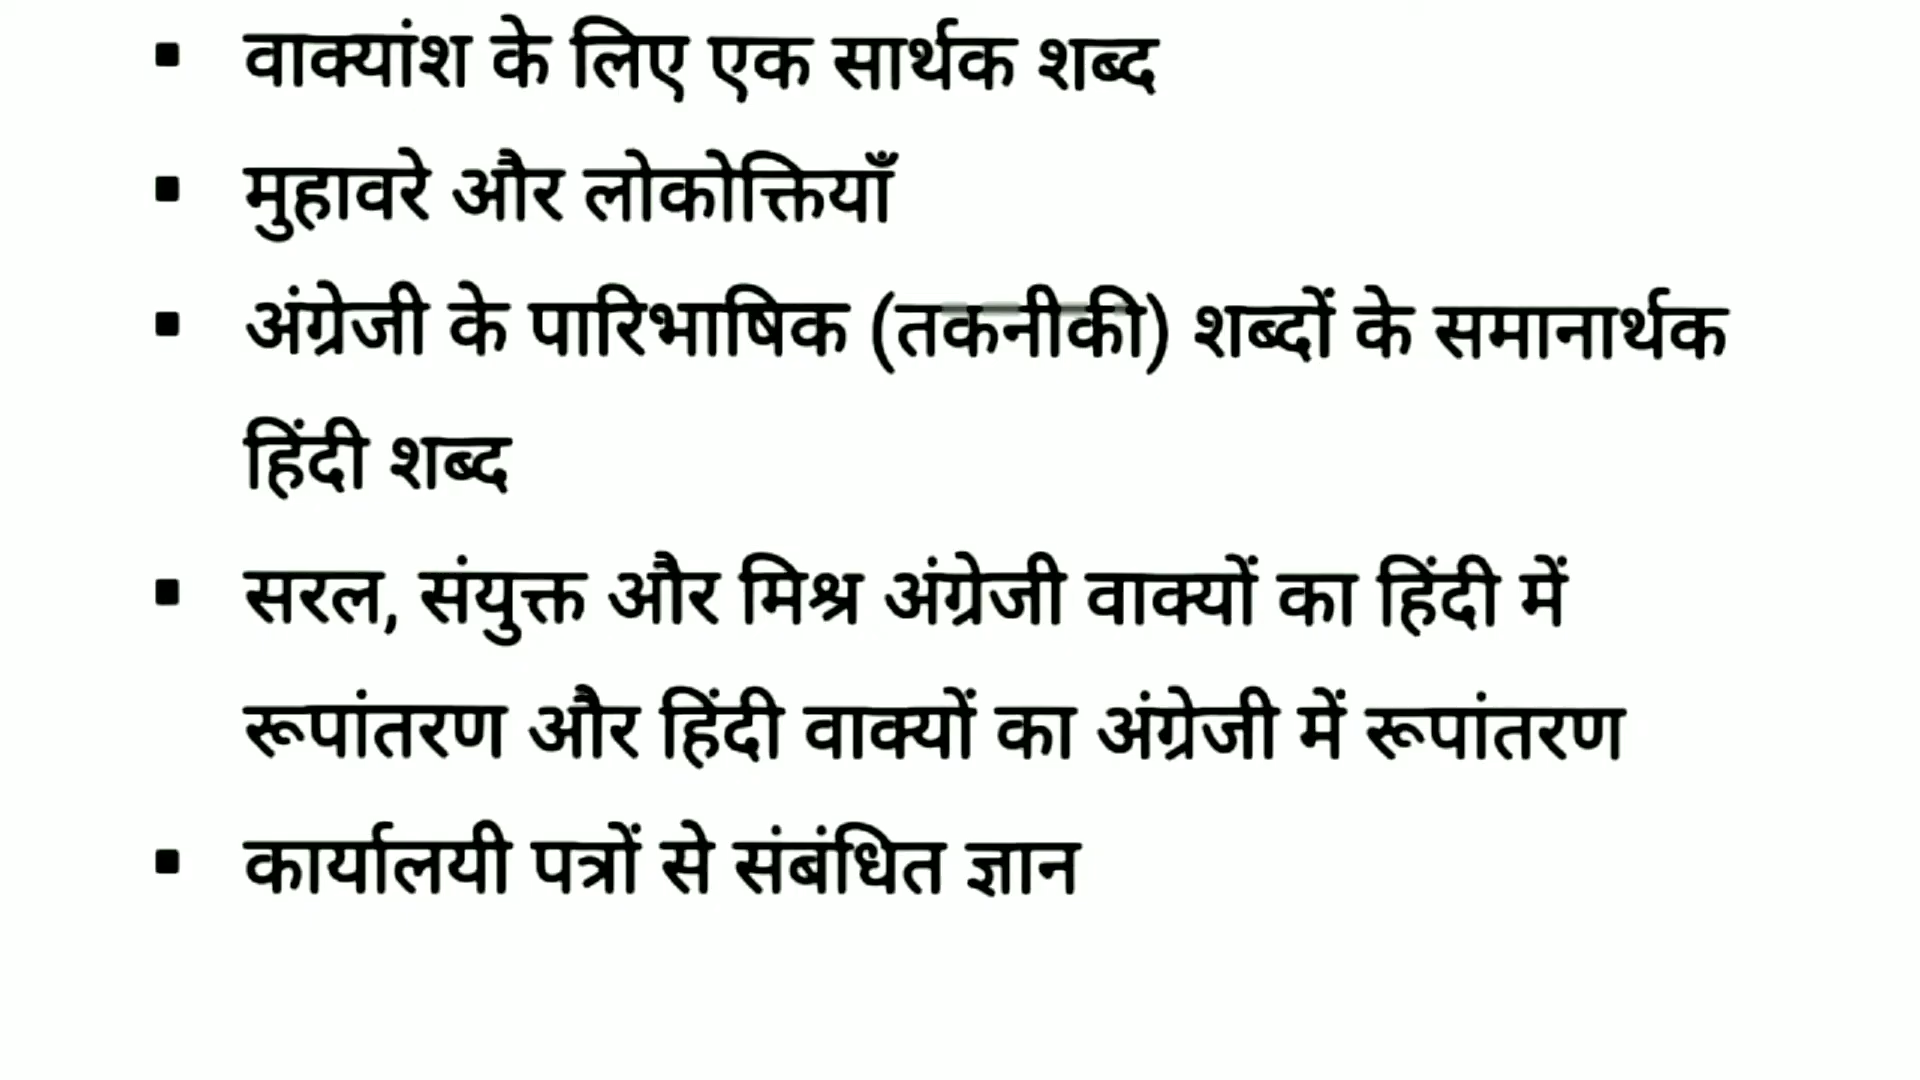 ▪ वाक्यांश के लिए एक सार्थक शब्द
▪ मुहावरे और लोकोक्तियाँ
▪ अंग्रेजी के पारिभाषिक (तकनीकी) शब्दों के समानार्थक
हिंदी शब्द
▪ सरल, संयुक्त और मिश्र अंग्रेजी वाक्यों का हिंदी में
रूपांतरण और हिंदी वाक्यों का अंग्रेजी में रूपांतरण
▪ कार्यालयी पत्रों से संबंधित ज्ञान